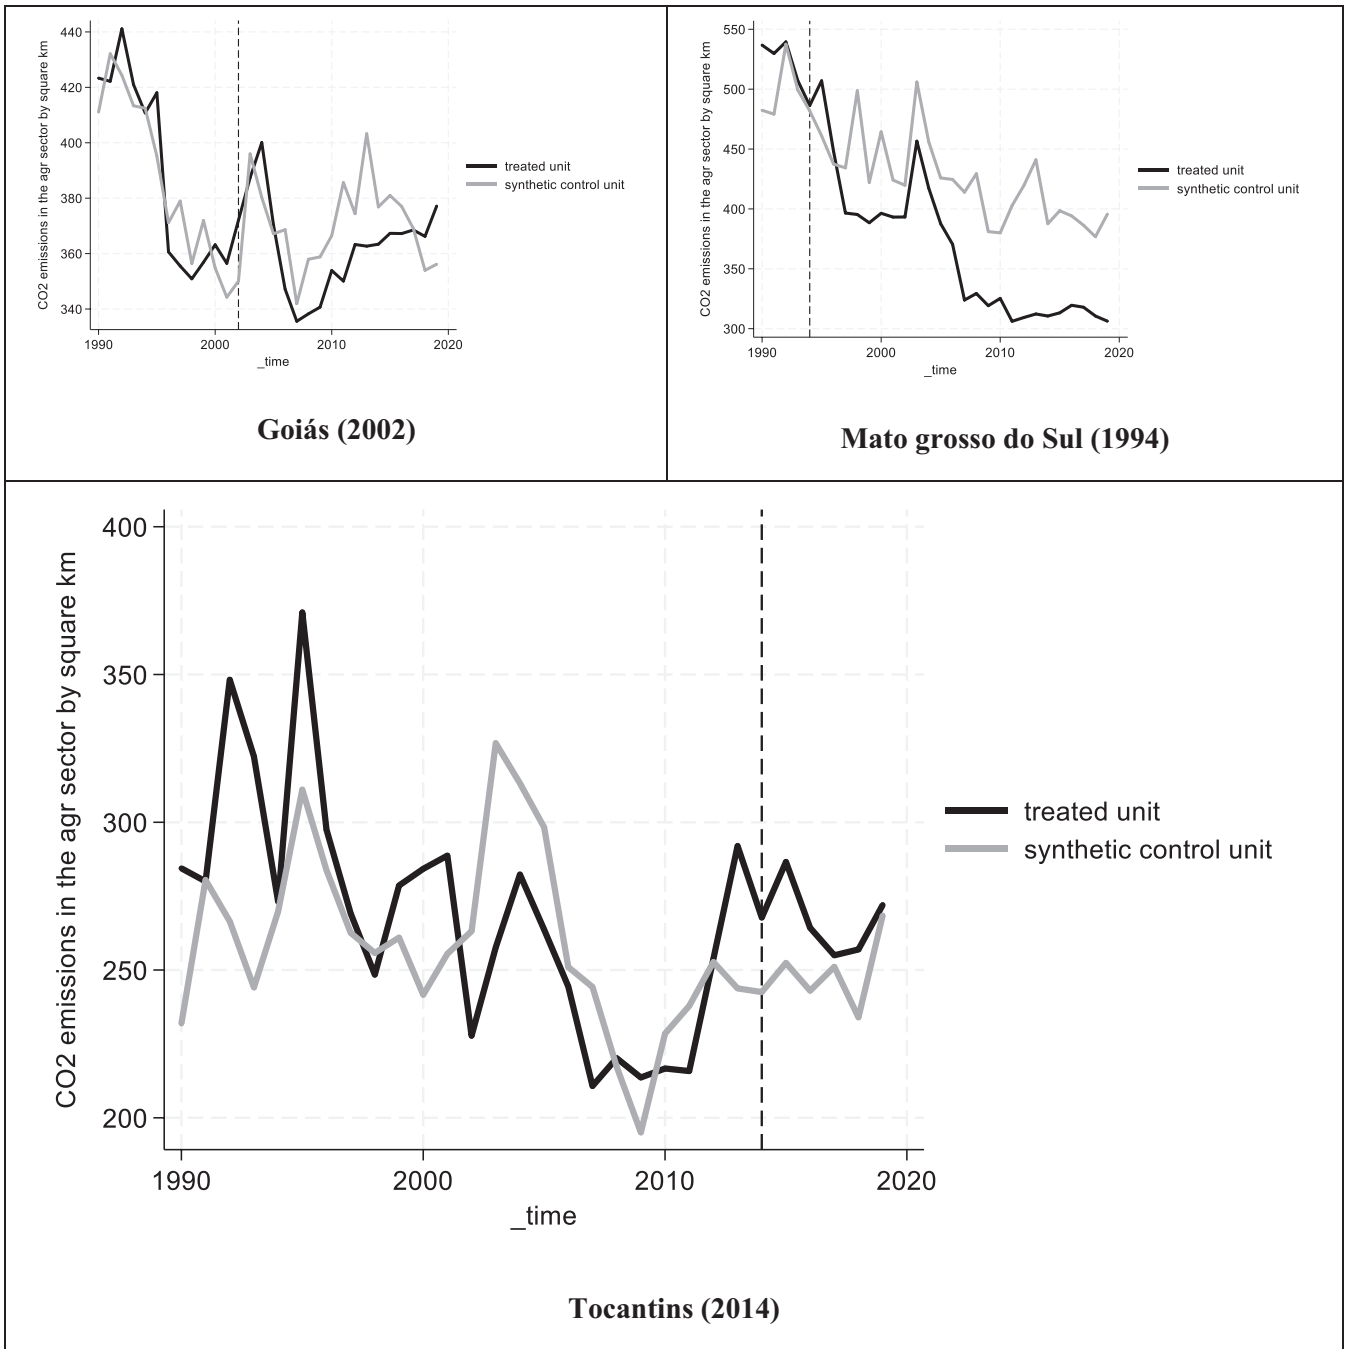 CO2 emissions in the agr sector by square km
440
420
400
380
360
340
1990 2000 2010 2020
_time
treated unit
synthetic control unit
Goiás (2002)
CO2 emissions in the agr sector by square km
550
500
450
400
350
300
1990 2000 2010 2020
_time
treated unit
synthetic control unit
Mato grosso do Sul (1994)
CO2 emissions in the agr sector by square km
400
350
300
250
200
1990 2000 2010 2020
_time
treated unit
synthetic control unit
Tocantins (2014)